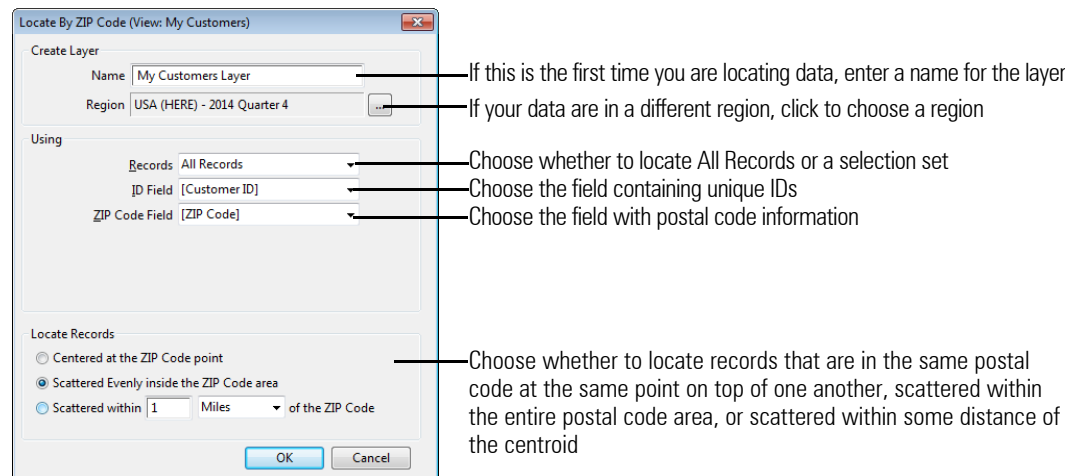 Locate By ZIP Code (View: My Customers)
Create Layer
Name My Customers Layer
If this is the first time you are locating data, enter a name for the layer
Region USA (HERE) - 2014 Quarter 4 ...
If your data are in a different region, click to choose a region
Using
Records All Records
Choose whether to locate All Records or a selection set
ID Field [Customer ID]
Choose the field containing unique IDs
ZIP Code Field [ZIP Code]
Choose the field with postal code information
Locate Records
Centered at the ZIP Code point
Scattered Evenly inside the ZIP Code area
Scattered within 1 Miles of the ZIP Code
Choose whether to locate records that are in the same postal
code at the same point on top of one another, scattered within
the entire postal code area, or scattered within some distance of
the centroid
OK Cancel